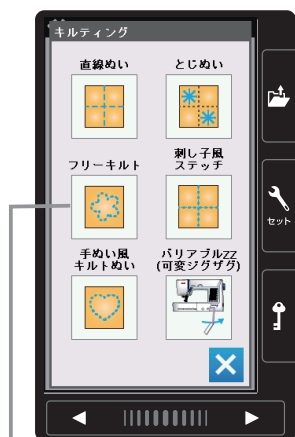 キルティング
直線ぬい
とじぬい
フリーキルト
刺し子風
ステッチ
手ぬい風
キルトぬい
バリアブルZZ
(可変ジグザグ)
セット